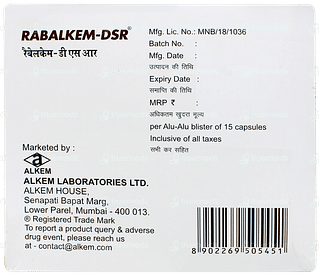 RABALKEM-DSR®
रैबेलकेम-डी एस आर
Mfg. Lic. No.: MNB/18/1036
Batch No. :
Mfg. Date :
उत्पादन की तिथि
Expiry Date :
समाप्ति की तिथि
MRP ₹ :
अधिकतम खुदरा मूल्य
per Alu-Alu blister of 15 capsules
Inclusive of all taxes
सभी कर सहित
Marketed by :
ALKEM
ALKEM LABORATORIES LTD.
ALKEM HOUSE,
Senapati Bapat Marg,
Lower Parel, Mumbai - 400 013.
® Registered Trade Mark
To report a product query & adverse
drug event, please reach us
at - contact@alkem.com
8 902269 505451